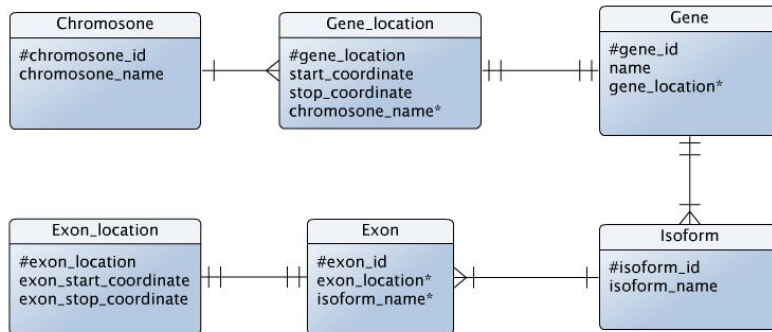 Chromosone
#chromosone_id
chromosone_name
Gene_location
#gene_location
start_coordinate
stop_coordinate
chromosone_name*
Gene
#gene_id
name
gene_location*
Exon_location
#exon_location
exon_start_coordinate
exon_stop_coordinate
Exon
#exon_id
exon_location*
isoform_name*
Isoform
#isoform_id
isoform_name